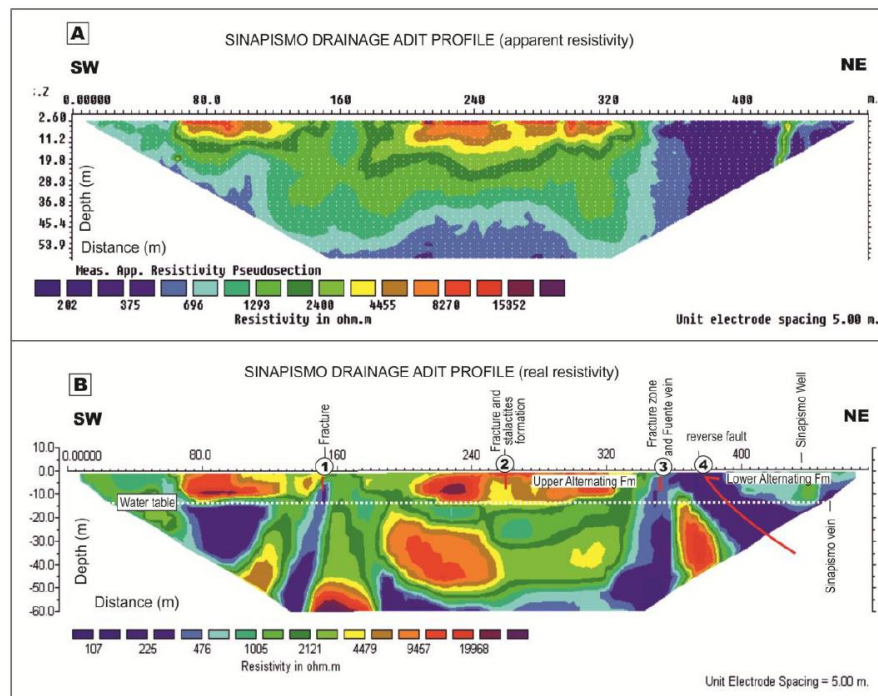 A
SINAPISMO DRAINAGE ADIT PROFILE (apparent resistivity)
SW
NE
:.Z
0.00000 80.0 160 240 320 400 m.
2.60
11.2
19.8
28.3
36.8
45.4
53.9
Depth (m)
Distance (m)
Meas. App. Resistivity Pseudosection
202 375 696 1293 2400 4455 8270 15352
Resistivity in ohm.m
Unit electrode spacing 5.00 m.
B
SINAPISMO DRAINAGE ADIT PROFILE (real resistivity)
SW
NE
Fracture
Fracture and
stalactites
formation
Fracture zone
and Fuente vein
reverse fault
Sinapismo Well
0.00000 80.0 160 240 320 400
1
2
3
4
10.0
0.0
-10.0
-20.0
-30.0
-40.0
-50.0
-60.0
Depth (m)
Upper Alternating Fm
Lower Alternating Fm
Water table
Sinapismo vein
Distance (m)
107 225 476 1005 2121 4479 9457 19968
Resistivity in ohm.m
Unit Electrode Spacing = 5.00 m.